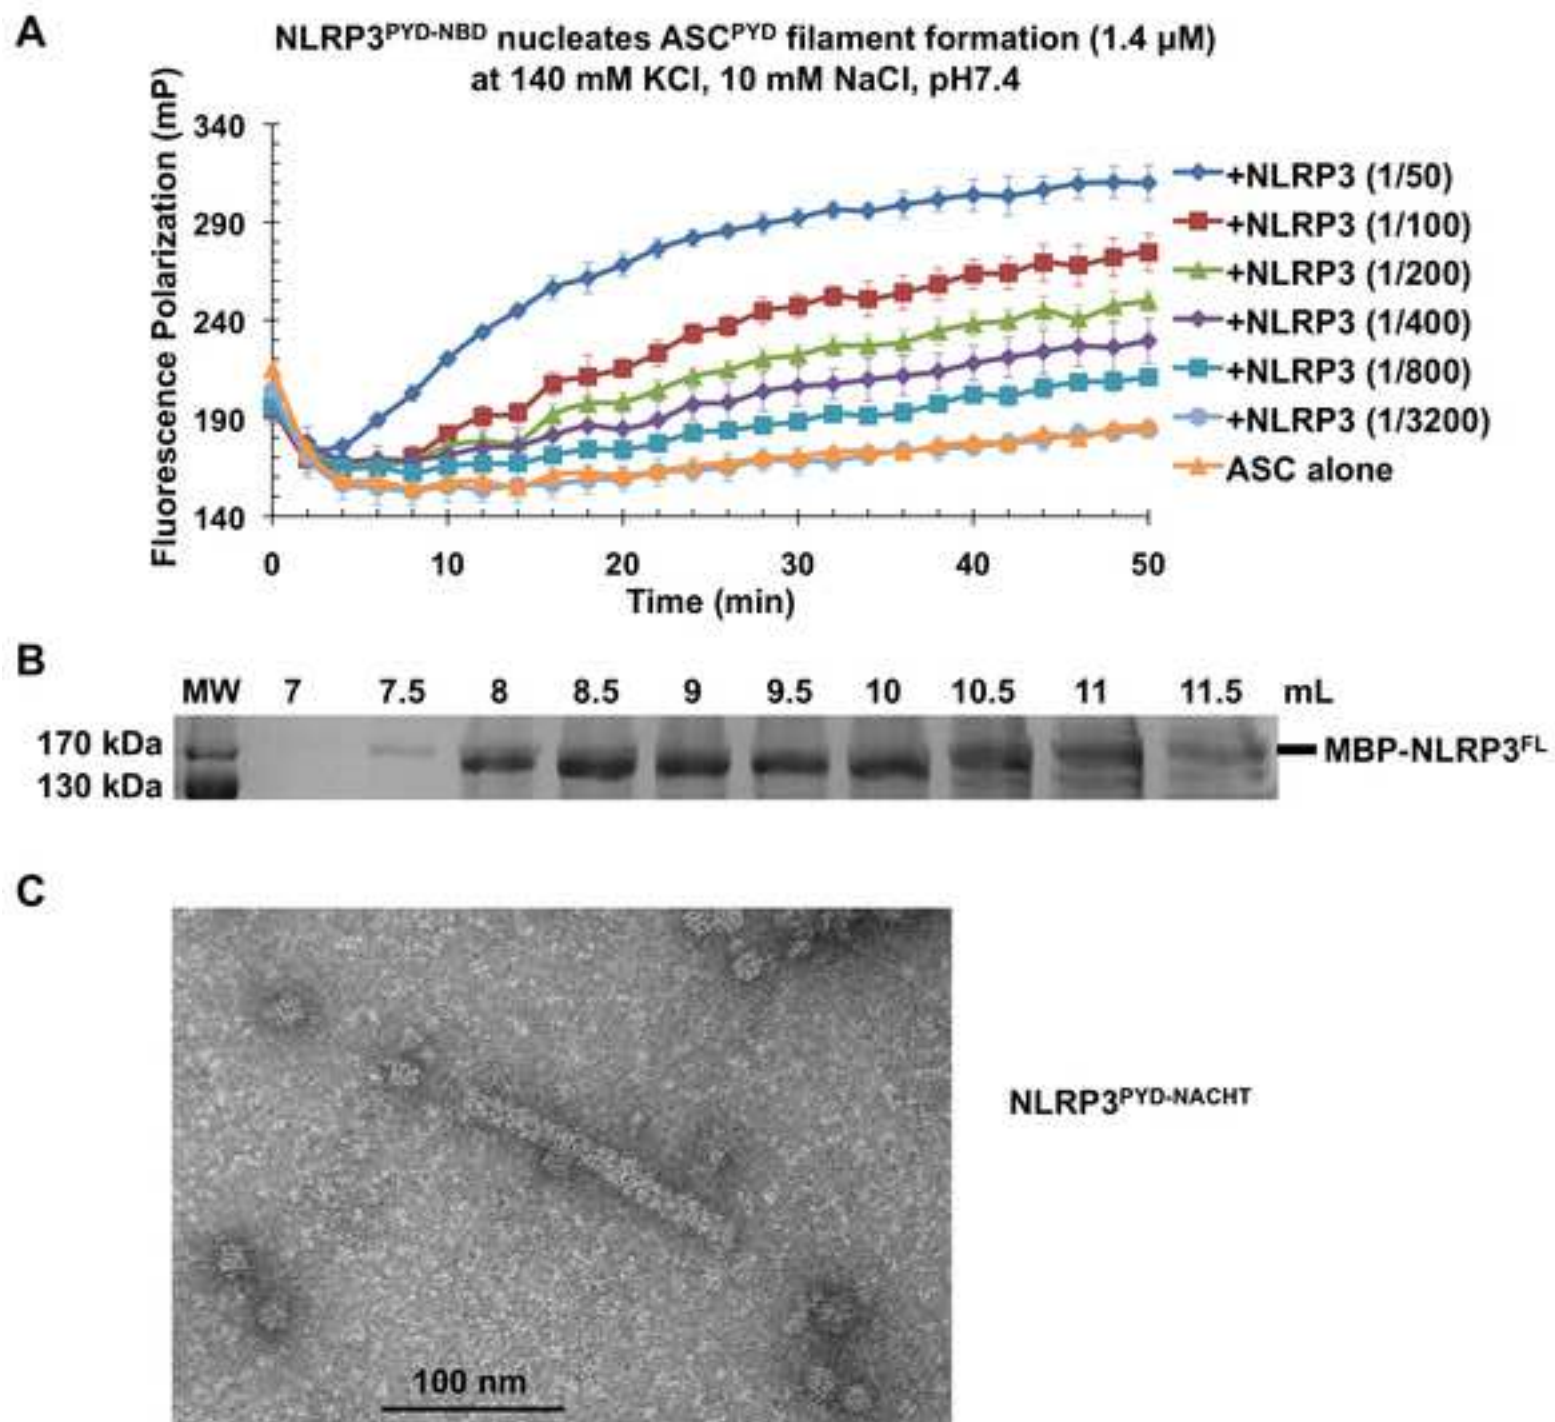 A
NLRP3PYD-NBD nucleates ASCPYD filament formation (1.4 µM)
at 140 mM KCl, 10 mM NaCl, pH7.4
Fluorescence Polarization (mP)
340
290
240
190
140
0 10 20 30 40 50
Time (min)
+NLRP3 (1/50)
+NLRP3 (1/100)
+NLRP3 (1/200)
+NLRP3 (1/400)
+NLRP3 (1/800)
+NLRP3 (1/3200)
ASC alone
B
MW 7 7.5 8 8.5 9 9.5 10 10.5 11 11.5 mL
170 kDa
130 kDa
MBP-NLRP3FL
C
NLRP3PYD-NACHT
100 nm